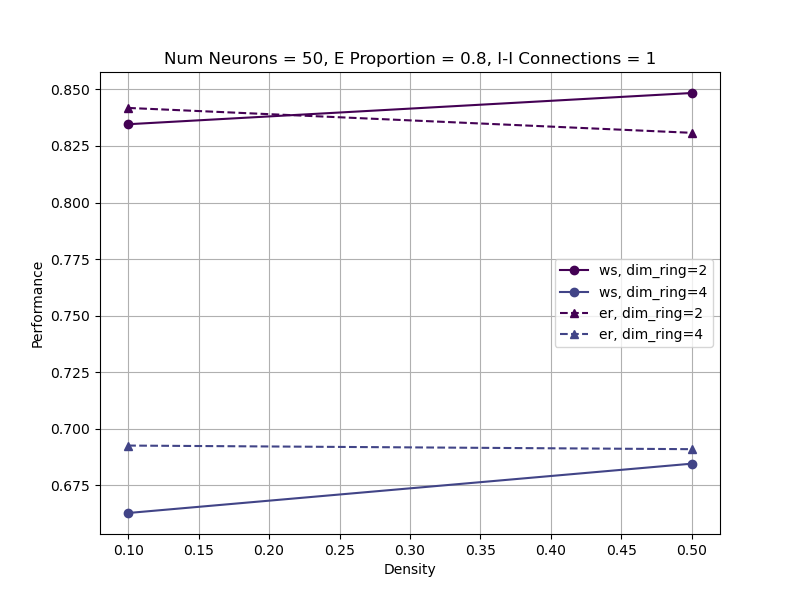 Num Neurons = 50, E Proportion = 0.8, I-I Connections = 1
0.850
0.825
0.800
0.775
0.750
0.725
0.700
0.675
Performance
ws, dim_ring=2
ws, dim_ring=4
er, dim_ring=2
er, dim_ring=4
0.10 0.15 0.20 0.25 0.30 0.35 0.40 0.45 0.50
Density